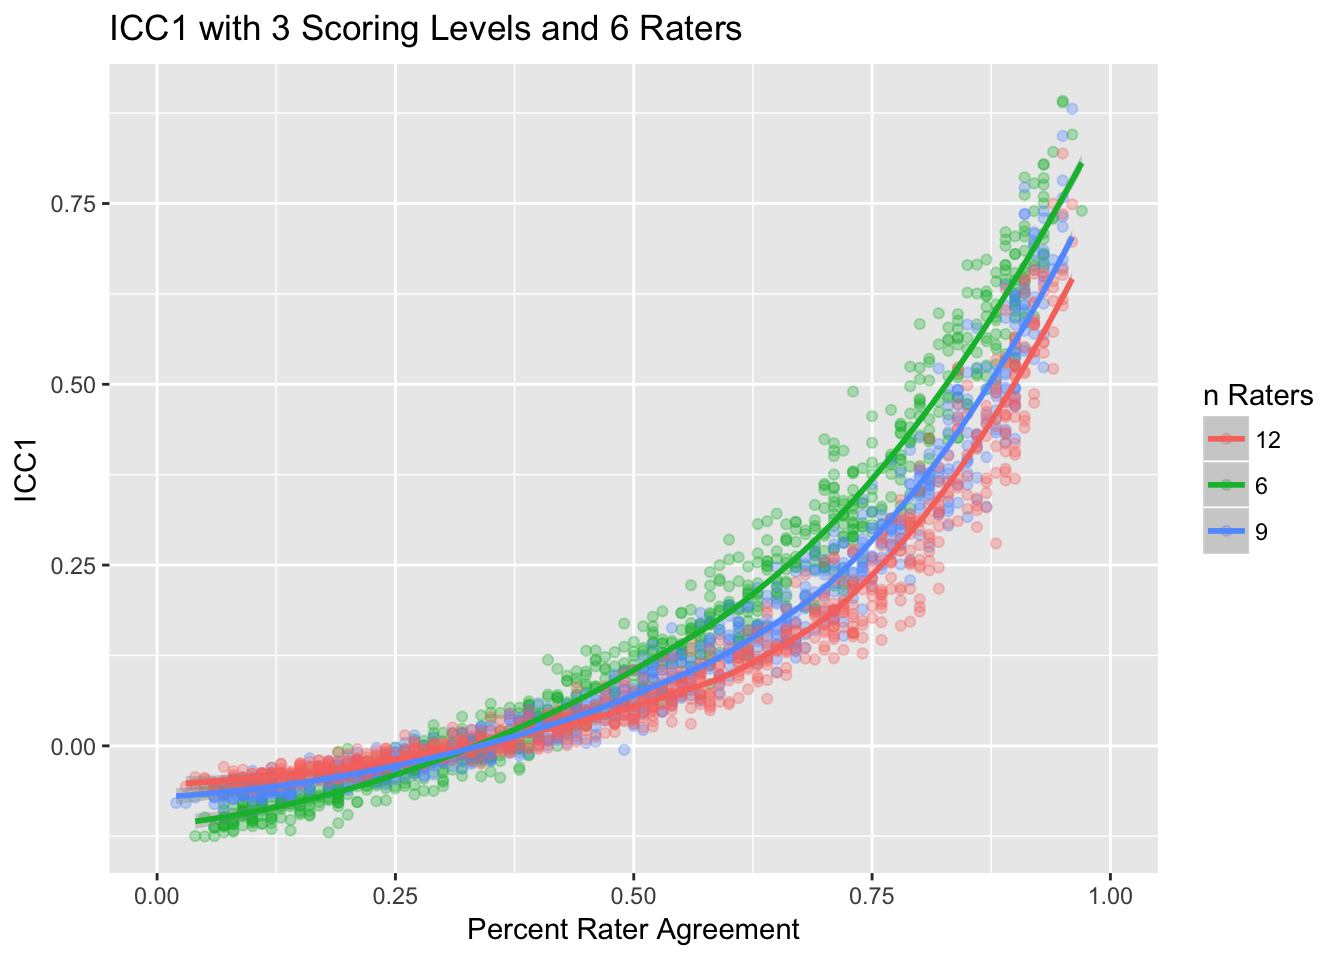 ICC1 with 3 Scoring Levels and 6 Raters
ICC1
0.75
0.50
0.25
0.00
0.00 0.25 0.50 0.75 1.00
Percent Rater Agreement
n Raters
12
6
9